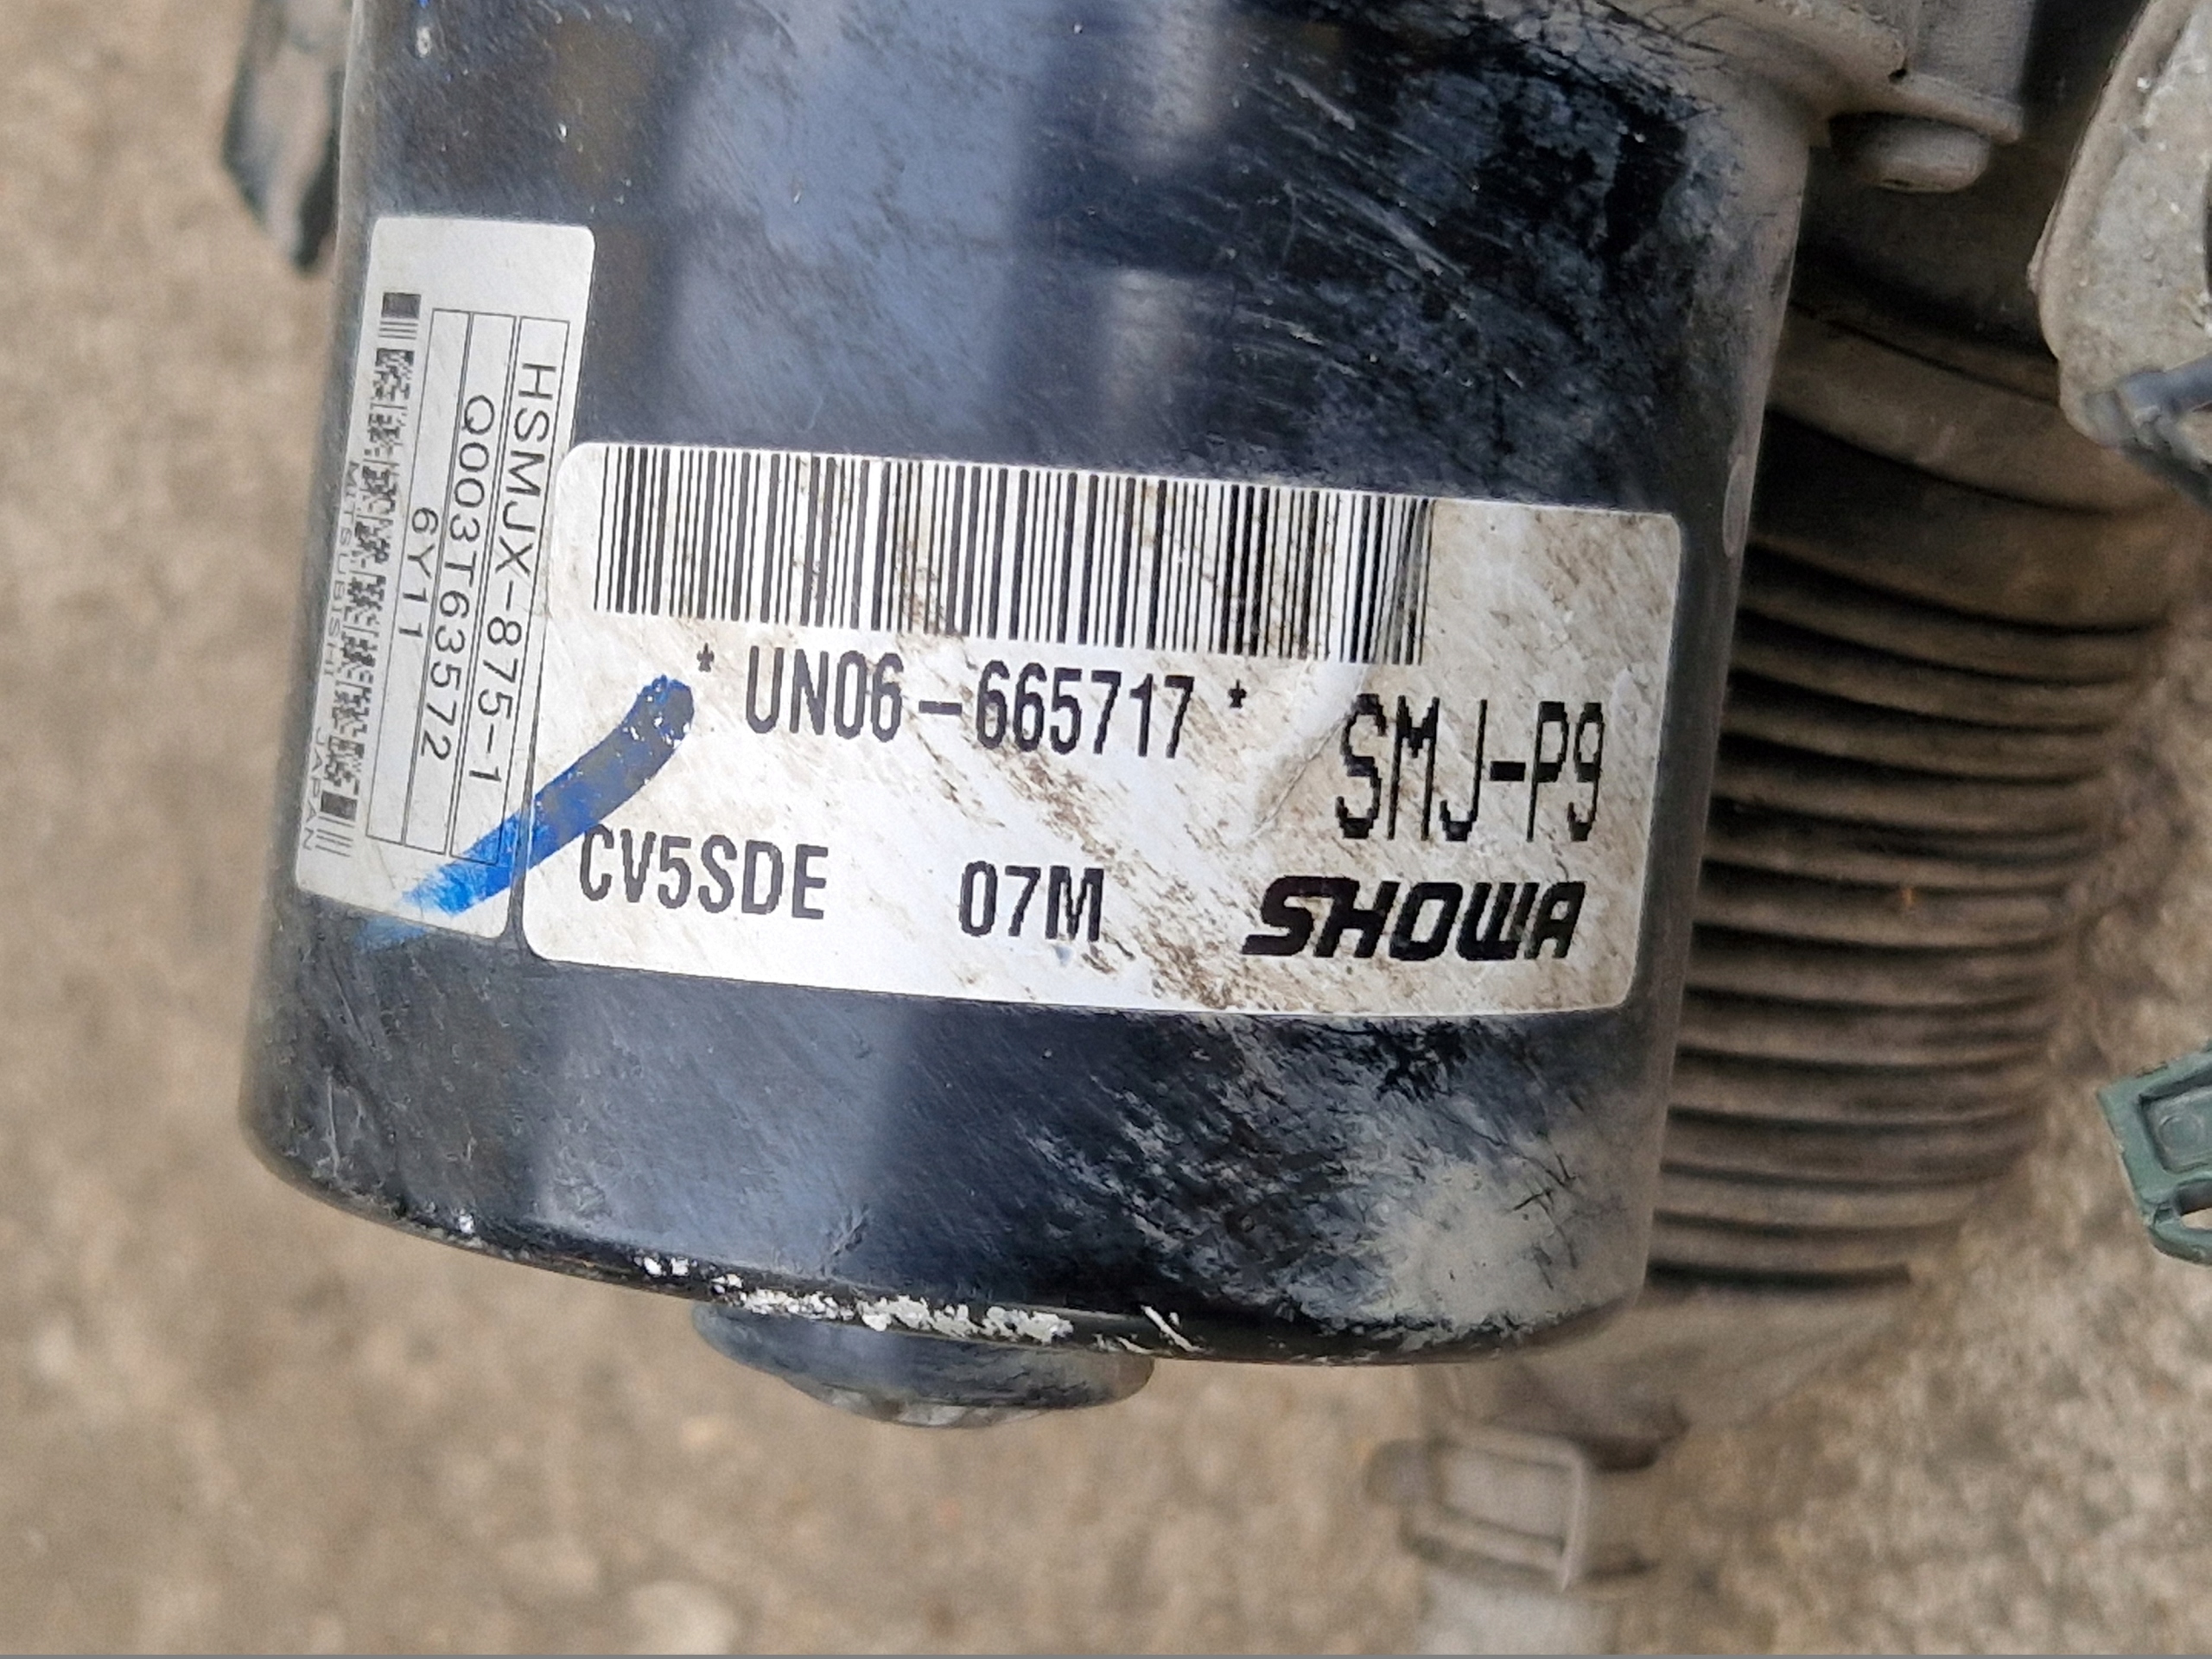 HSMJX-875-1
Q003T63572
6Y11
MITSUBISHI JAPAN
* UN06-665717 *
SMJ-P9
CV5SDE 07M SHOWA